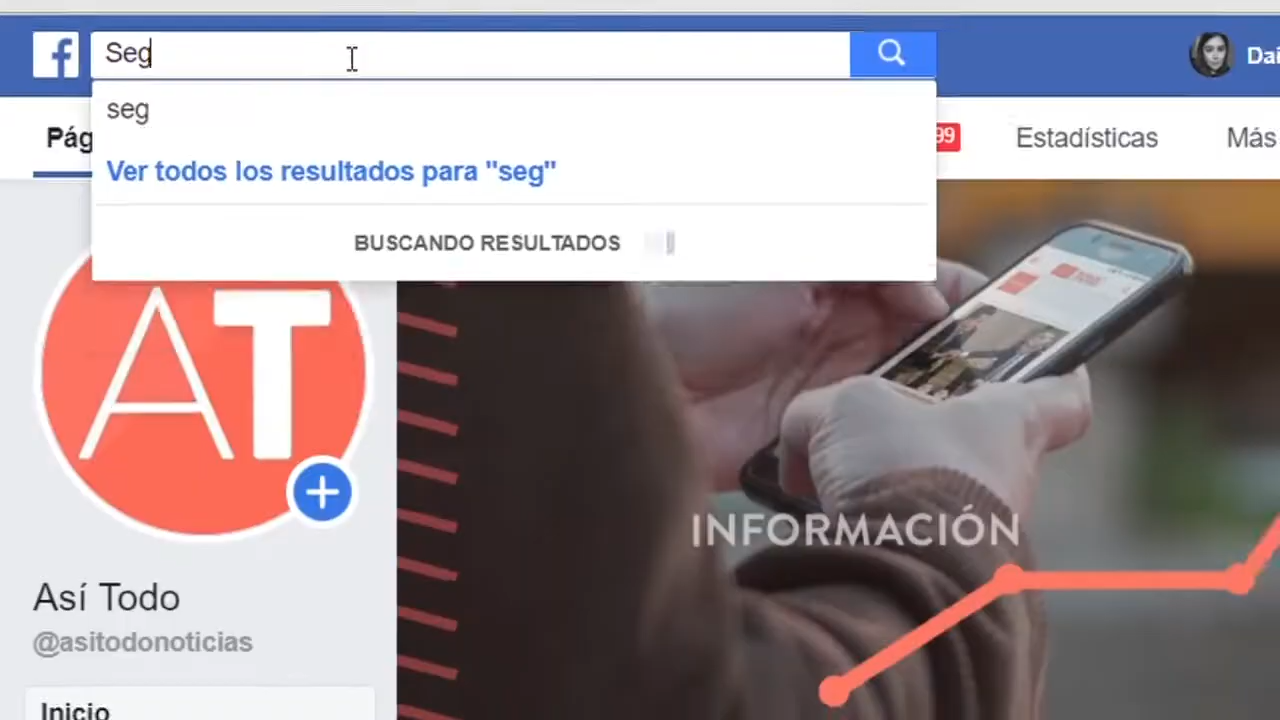 Seg
Dai
seg
Ver todos los resultados para "seg"
BUSCANDO RESULTADOS
Pág
99
Estadísticas
Más
AT
INFORMACIÓN
Así Todo
@asitodonoticias
Inicio